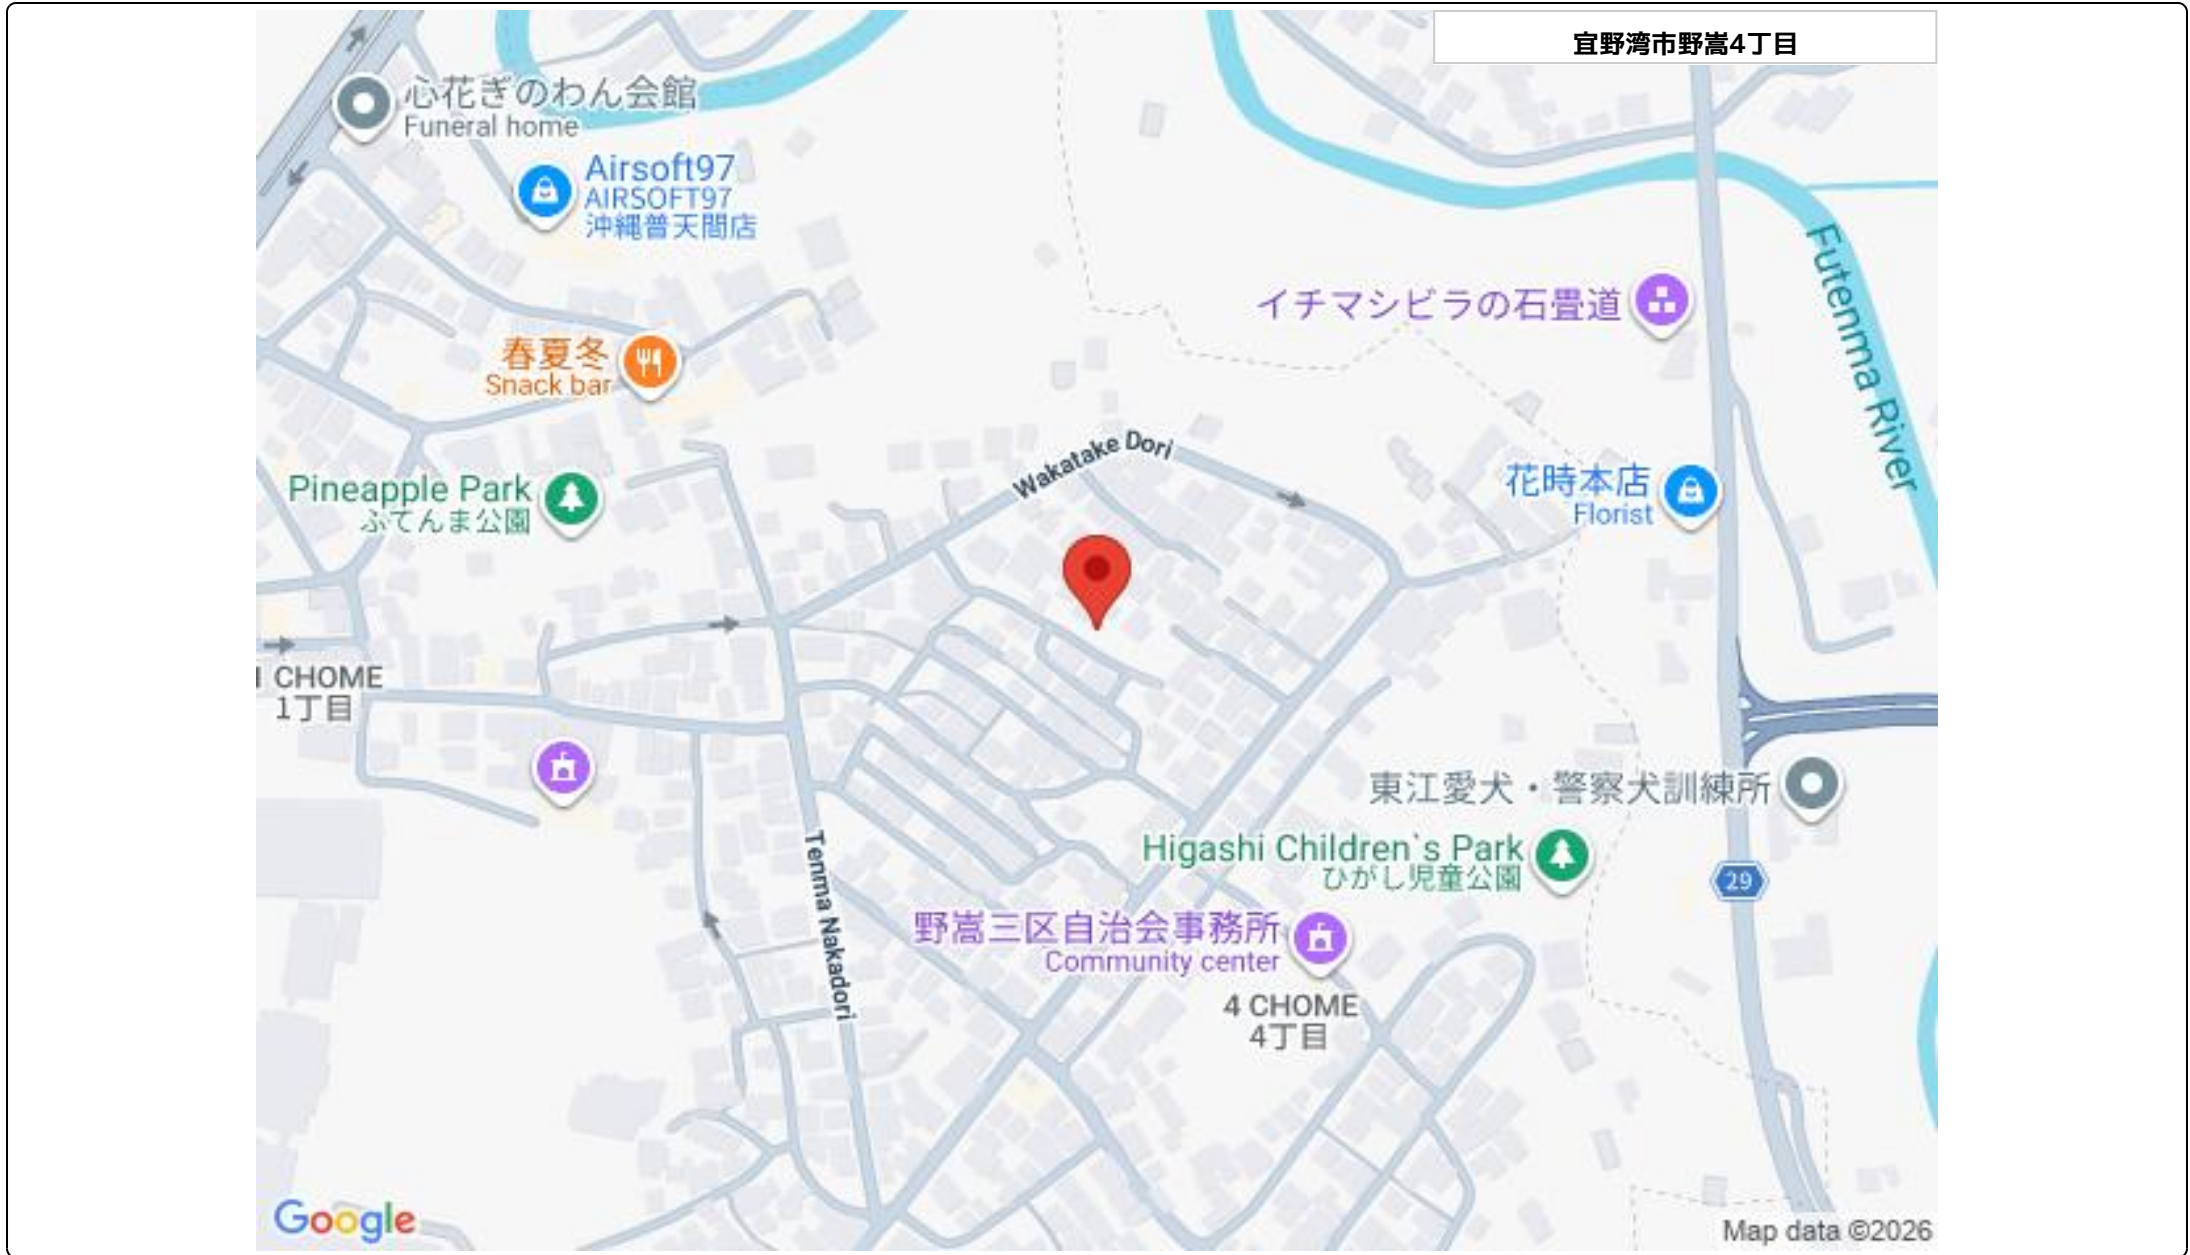 宜野湾市野嵩4丁目
心花ぎのわん会館
Funeral home
Airsoft97
AIRSOFT97
沖縄普天間店
Futenma River
イチマシビラの石畳道
春夏冬
Snack bar
Wakatake Dori
Pineapple Park
ふてんま公園
花時本店
Florist
CHOME
1丁目
東江愛犬・警察犬訓練所
Higashi Children's Park
ひがし児童公園
29
Tenma Nakadori
野嵩三区自治会事務所
Community center
4 CHOME
4丁目
Google
Map data ©2026